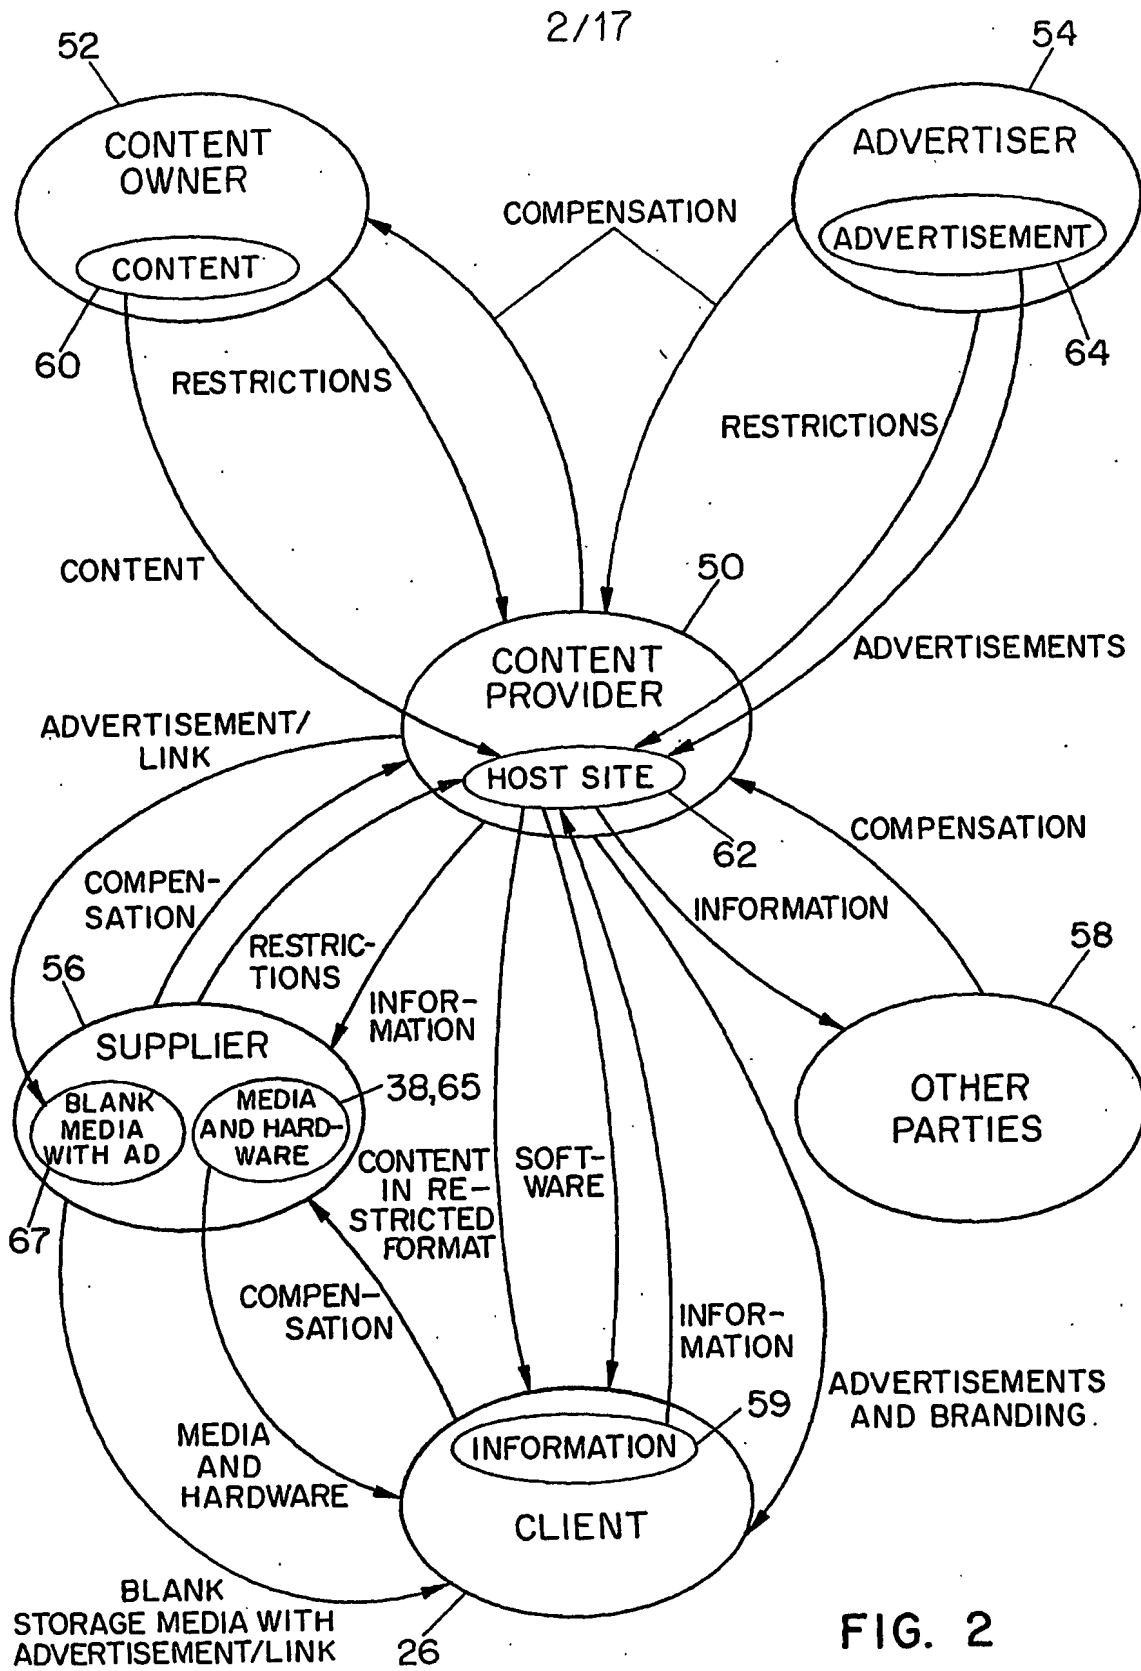 2/17
52
54
CONTENT
OWNER
ADVERTISER
COMPENSATION
ADVERTISEMENT
CONTENT
60
64
RESTRICTIONS
RESTRICTIONS
CONTENT
50
CONTENT
PROVIDER
ADVERTISEMENTS
ADVERTISEMENT/
LINK
HOST SITE
62
COMPENSATION
COMPEN-
SATION
INFORMATION
RESTRIC-
TIONS
56
58
INFOR-
MATION
SUPPLIER
38,65
BLANK
MEDIA
WITH AD
MEDIA
AND HARD-
WARE
OTHER
PARTIES
67
CONTENT
IN RE-
STRICTED
FORMAT
SOFT-
WARE
COMPEN-
SATION
INFOR-
MATION
ADVERTISEMENTS
AND BRANDING.
59
INFORMATION
MEDIA
AND
HARDWARE
CLIENT
BLANK
STORAGE MEDIA WITH
ADVERTISEMENT/LINK
26
FIG. 2